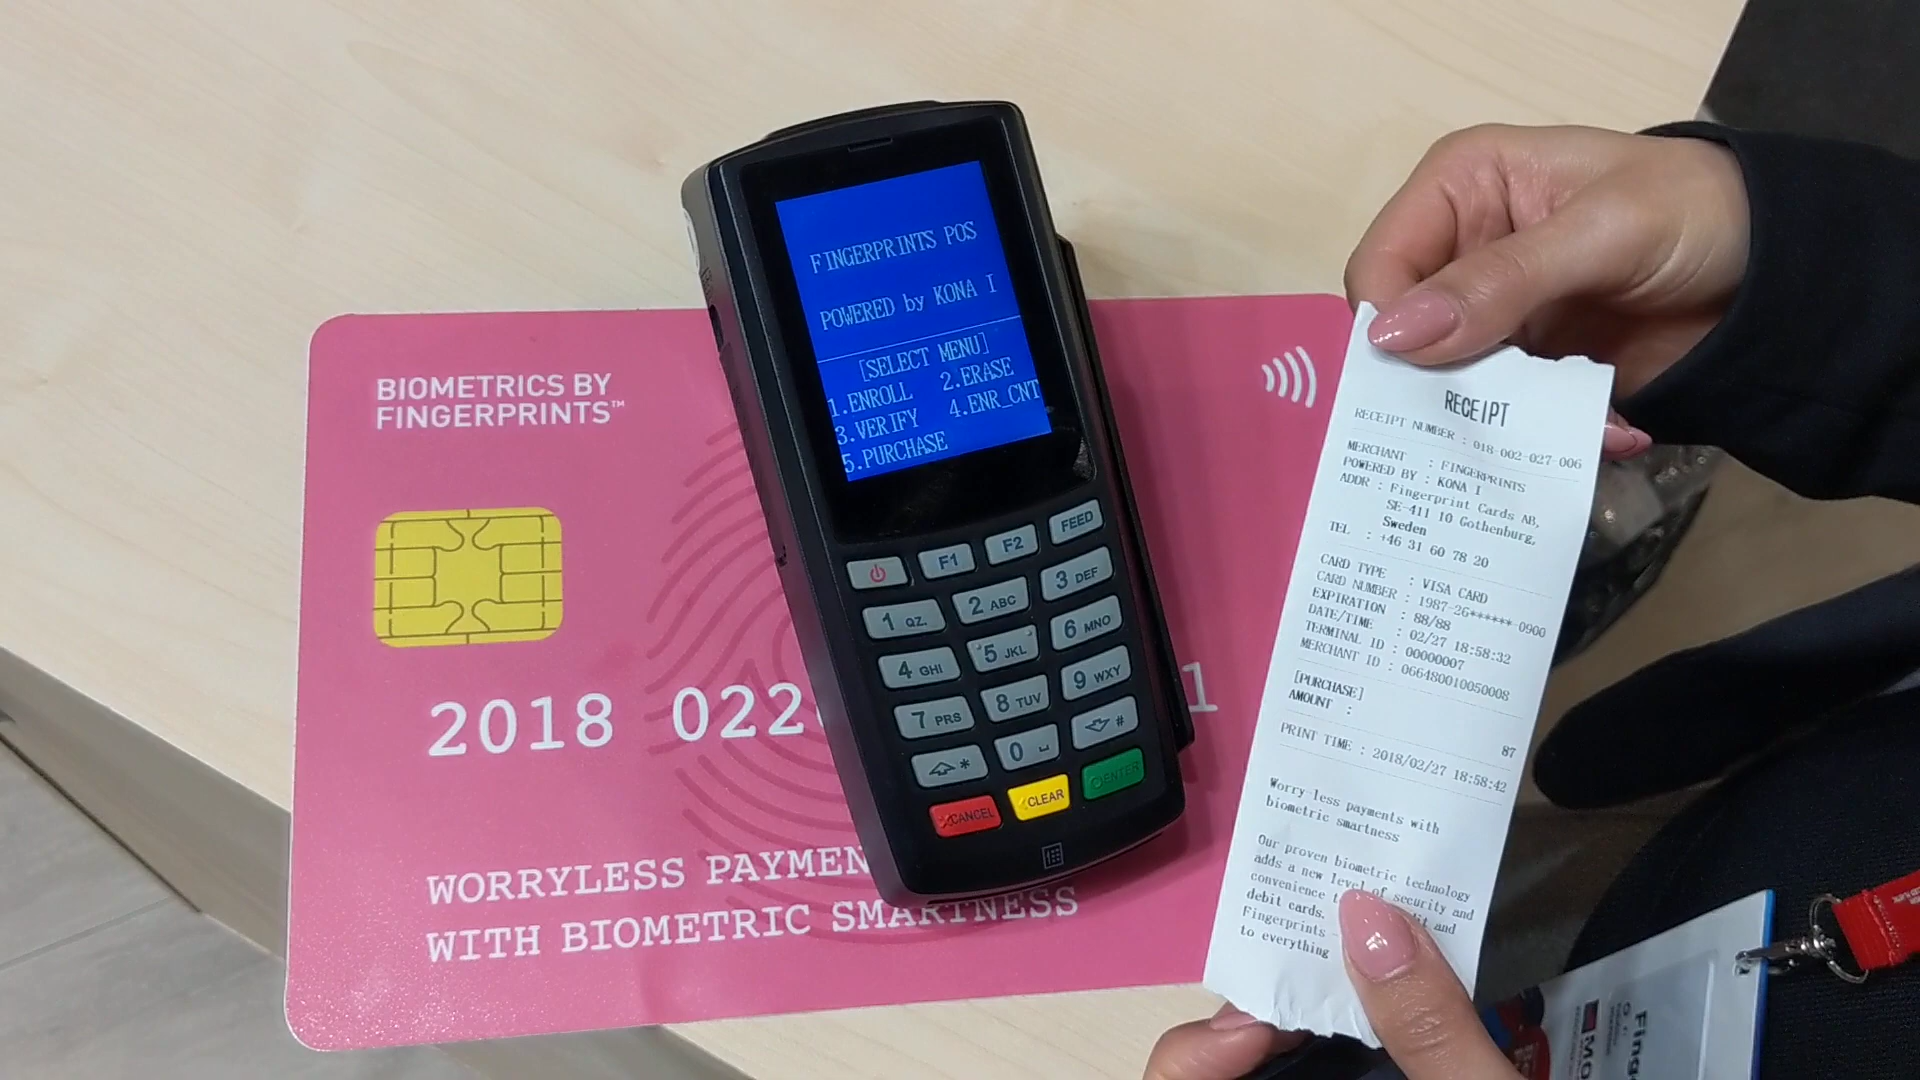 BIOMETRICS BY
FINGERPRINTS™
2018 022
1
WORRYLESS
WITH BIOMETRIC SMARTNESS
FINGERPRINTS POS
POWERED by KONA I
[SELECT MENU]
1.ENROLL 2.ERASE
3.VERIFY 4.ENR_CNT
5.PURCHASE
F1 F2 FEED
1 QZ. 2 ABC 3 DEF
4 GHI 5 JKL 6 MNO
7 PRS 8 TUV 9 WXY
* 0 #
CANCEL CLEAR ENTER
RECEIPT
RECEIPT NUMBER : 018-002-027-006
MERCHANT : FINGERPRINTS
POWERED BY : KONA I
ADDR : Fingerprint Cards AB,
SE-411 10 Gothenburg,
Sweden
TEL : +46 31 60 78 20
CARD TYPE : VISA CARD
CARD NUMBER : 1987-26******-0900
EXPIRATION : 88/88
DATE/TIME : 02/27 18:58:32
TERMINAL ID : 00000007
MERCHANT ID : 066480010050008
[PURCHASE]
AMOUNT :
87
PRINT TIME : 2018/02/27 18:58:42
Worry-less payments with
biometric smartness
Our proven biometric technology
adds a new level of security and
convenience
debit cards. and
Fingerprints -
to everything